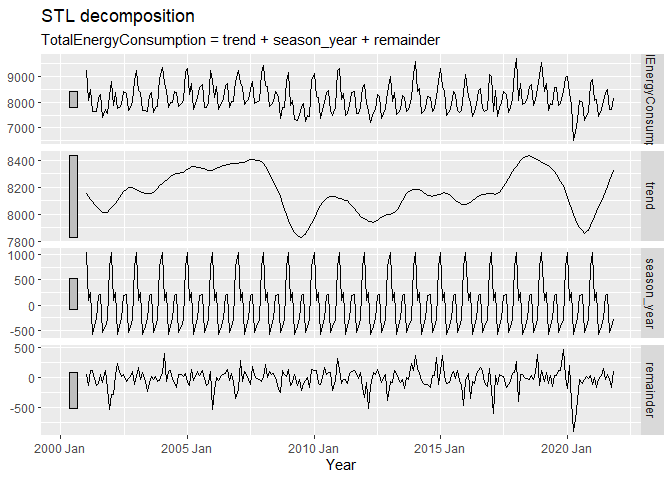 STL decomposition
TotalEnergyConsumption = trend + season_year + remainder
9000
8000
7000
lEnergyConsump
8400
8200
8000
7800
trend
1000
500
0
-500
season_year
500
0
-500
remainder
2000 Jan
2005 Jan
2010 Jan
2015 Jan
2020 Jan
Year